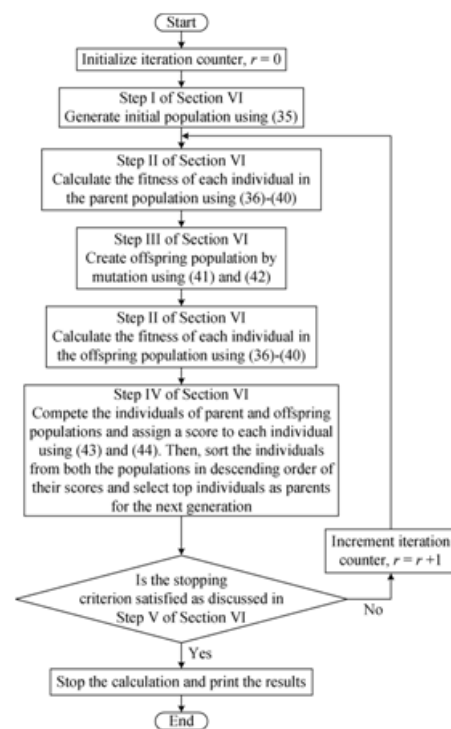 Start
Initialize iteration counter, r = 0
Step I of Section VI
Generate initial population using (35)
Step II of Section VI
Calculate the fitness of each individual in
the parent population using (36)-(40)
Step III of Section VI
Create offspring population by
mutation using (41) and (42)
Step II of Section VI
Calculate the fitness of each individual in
the offspring population using (36)-(40)
Step IV of Section VI
Compete the individuals of parent and offspring
populations and assign a score to each individual
using (43) and (44). Then, sort the individuals
from both the populations in descending order of
their scores and select top individuals as parents
for the next generation
Increment iteration
counter, r = r +1
Is the stopping
criterion satisfied as discussed in
Step V of Section VI
No
Yes
Stop the calculation and print the results
End